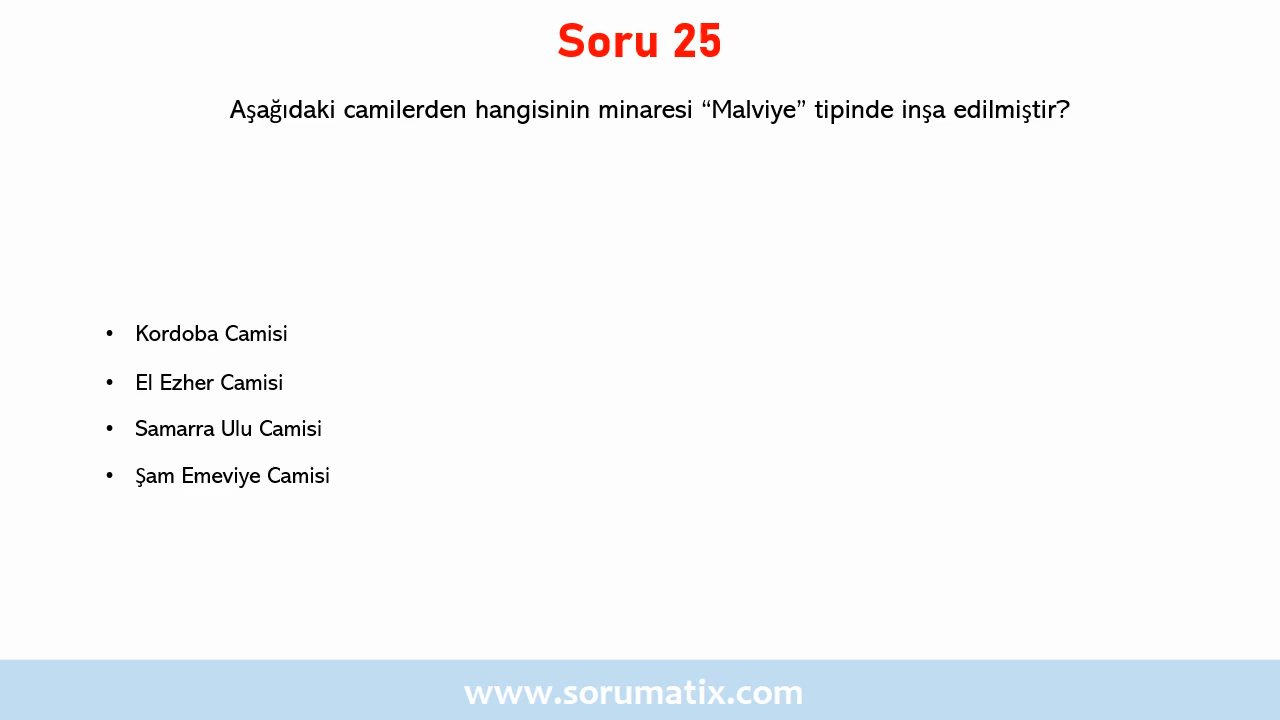 Soru 25
Aşağıdaki camilerden hangisinin minaresi “Malviye” tipinde inşa edilmiştir?
• Kordoba Camisi
• El Ezher Camisi
• Samarra Ulu Camisi
• Şam Emeviye Camisi
www.sorumatix.com